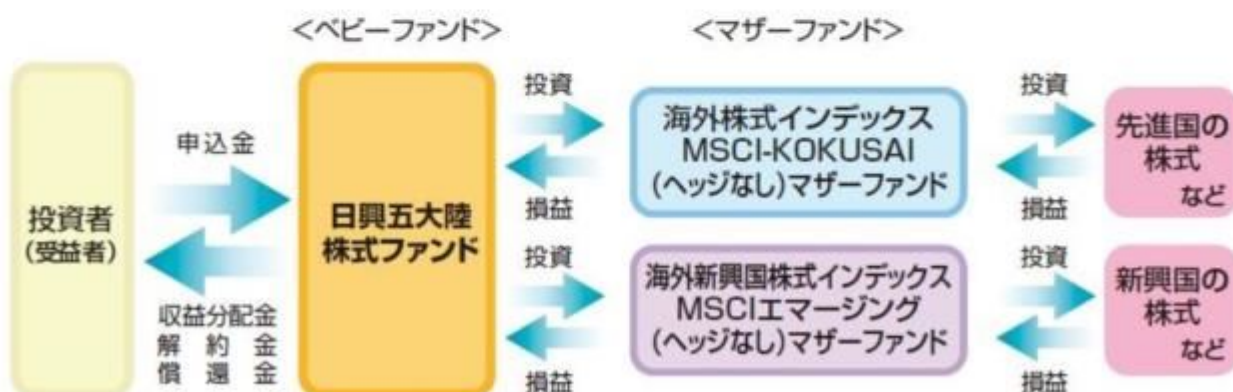 <ベビーファンド>
<マザーファンド>
投資者
(受益者)
申込金
収益分配金
解約金
償還金
日興五大陸
株式ファンド
投資
損益
海外株式インデックス
MSCI-KOKUSAI
(ヘッジなし)マザーファンド
投資
損益
先進国の
株式
など
投資
損益
海外新興国株式インデックス
MSCIエマージング
(ヘッジなし)マザーファンド
投資
損益
新興国の
株式
など